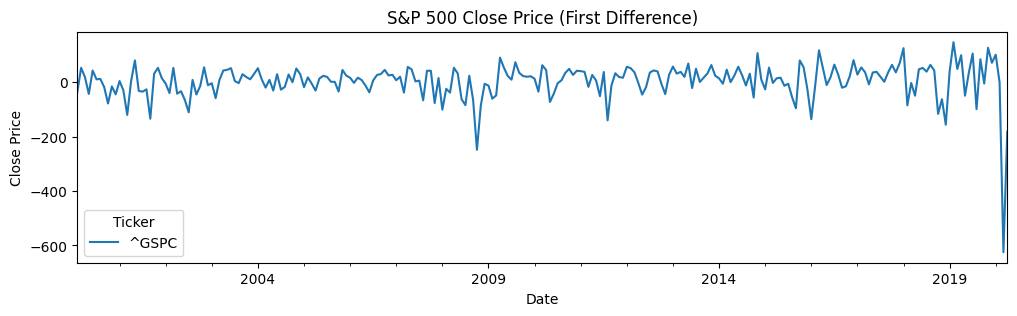 S&P 500 Close Price (First Difference)
0
−200
−400
−600
Close Price
Ticker
^GSPC
2004
2009
2014
2019
Date